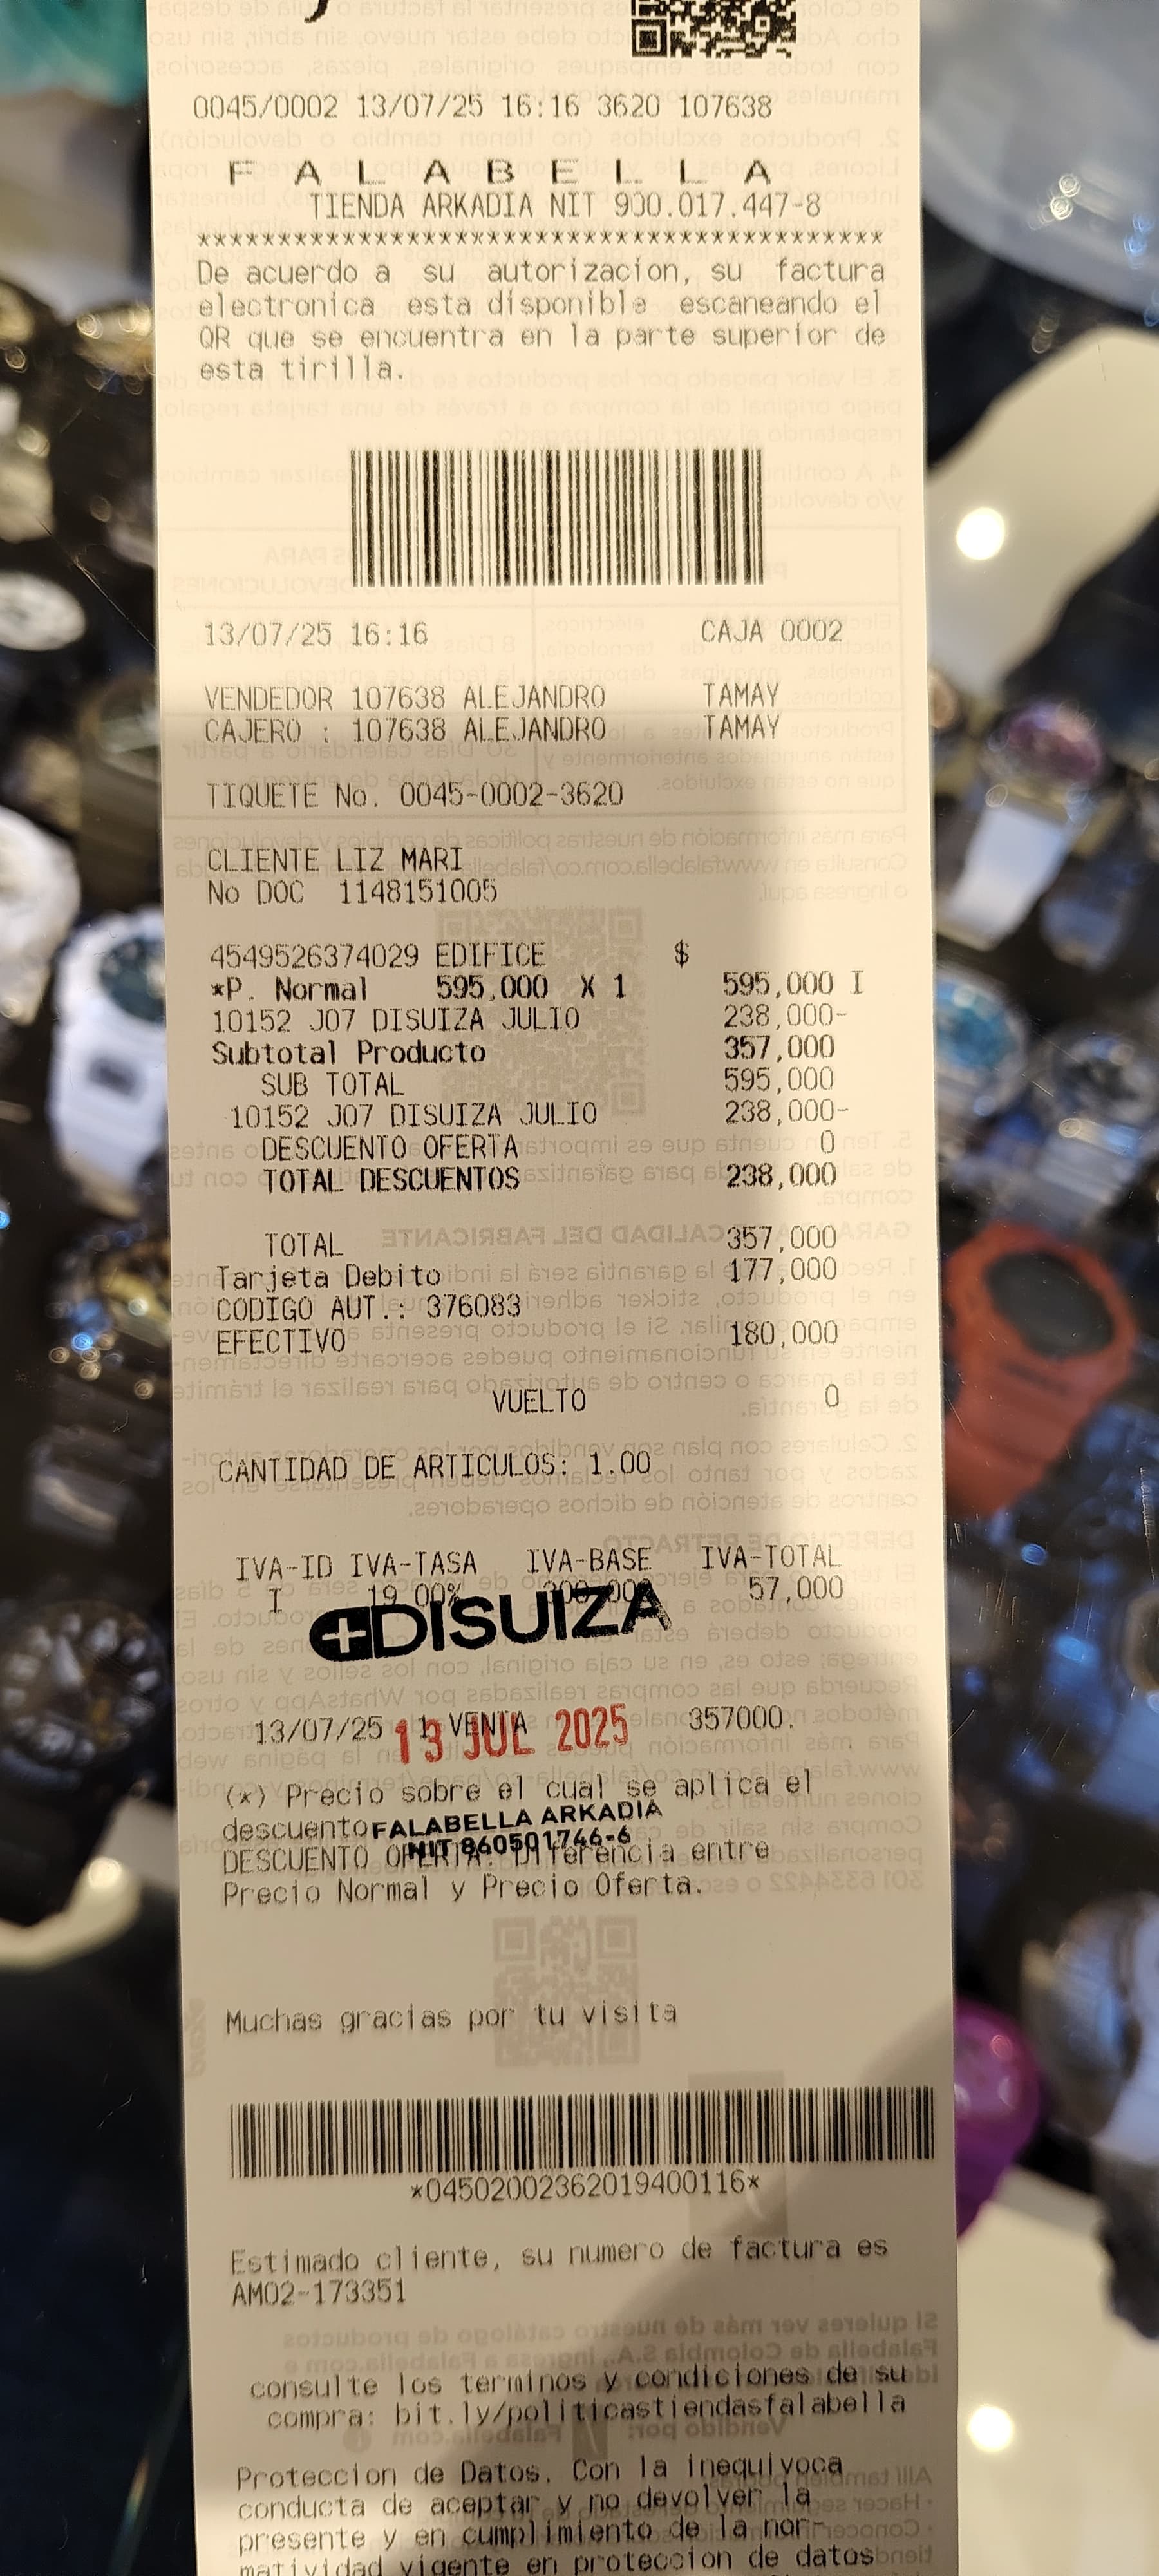 0045/0002 13/07/25 16:16 3620 107638
F A L A B E L L A
TIENDA ARKADIA NIT 900.017.447-8
******************************************
De acuerdo a su autorizacion, su factura
electronica esta disponible escaneando el
QR que se encuentra en la parte superior de
esta tirilla.
13/07/25 16:16 CAJA 0002
VENDEDOR 107638 ALEJANDRO TAMAY
CAJERO : 107638 ALEJANDRO TAMAY
TIQUETE No. 0045-0002-3620
CLIENTE LIZ MARI
No DOC 1148151005
4549526374029 EDIFICE $
*P. Normal 595,000 X 1 595,000 I
10152 J07 DISUIZA JULIO 238,000-
Subtotal Producto 357,000
SUB TOTAL 595,000
10152 J07 DISUIZA JULIO 238,000-
DESCUENTO OFERTA 0
TOTAL DESCUENTOS 238,000
TOTAL 357,000
Tarjeta Debito 177,000
CODIGO AUT.: 376083
EFECTIVO 180,000
VUELTO 0
CANTIDAD DE ARTICULOS: 1.00
IVA-ID IVA-TASA IVA-BASE IVA-TOTAL
I 19.00% 300,000 57,000
DISUIZA
13/07/25 1 VENTA 357000.
13 JUL 2025
(*) Precio sobre el cual se aplica el
descuento
FALABELLA ARKADIA
NIT 860501746-6
DESCUENTO OFERTA: Diferencia entre
Precio Normal y Precio Oferta.
Muchas gracias por tu visita
*04502002362019400116*
Estimado cliente, su numero de factura es
AM02-173351
consulte los terminos y condiciones de su
compra: bit.ly/politicastiendasfalabella
Proteccion de Datos. Con la inequivoca
conducta de aceptar y no devolver la
presente y en cumplimiento de la nor-
matividad vigente en proteccion de datos